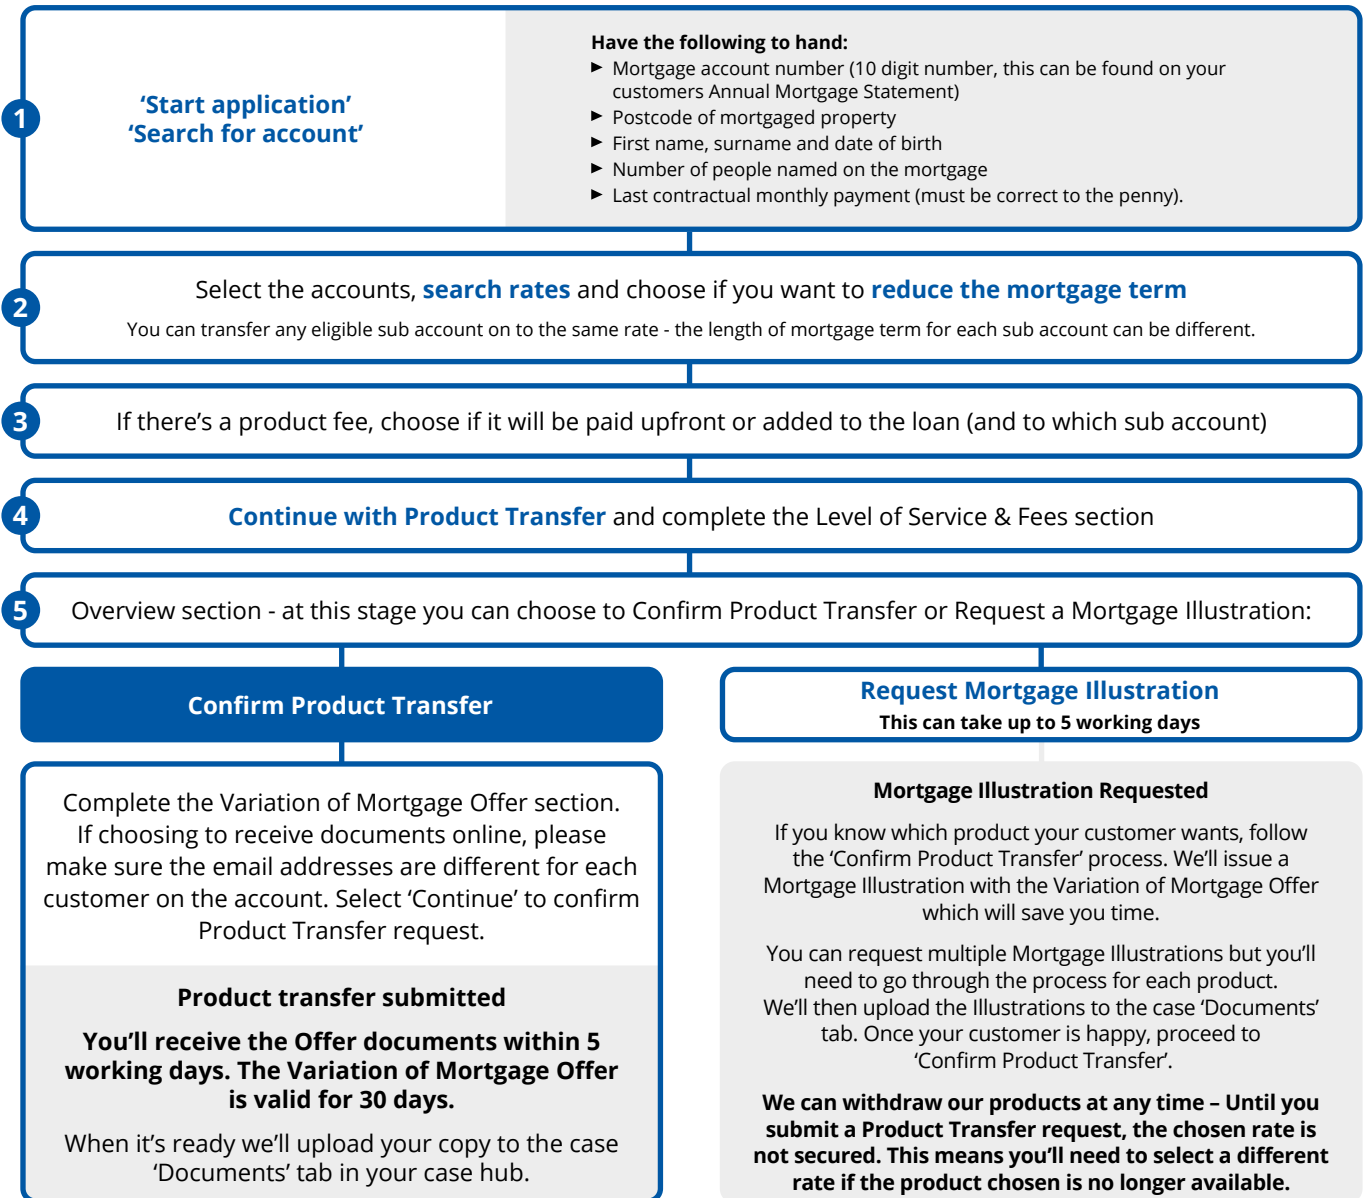 1
‘Start application’
‘Search for account’
Have the following to hand:
► Mortgage account number (10 digit number, this can be found on your
customers Annual Mortgage Statement)
► Postcode of mortgaged property
► First name, surname and date of birth
► Number of people named on the mortgage
► Last contractual monthly payment (must be correct to the penny).
2
Select the accounts, search rates and choose if you want to reduce the mortgage term
You can transfer any eligible sub account on to the same rate - the length of mortgage term for each sub account can be different.
3
If there’s a product fee, choose if it will be paid upfront or added to the loan (and to which sub account)
4
Continue with Product Transfer and complete the Level of Service & Fees section
5
Overview section - at this stage you can choose to Confirm Product Transfer or Request a Mortgage Illustration:
Confirm Product Transfer
Complete the Variation of Mortgage Offer section.
If choosing to receive documents online, please
make sure the email addresses are different for each
customer on the account. Select ‘Continue’ to confirm
Product Transfer request.
Product transfer submitted
You’ll receive the Offer documents within 5
working days. The Variation of Mortgage Offer
is valid for 30 days.
When it’s ready we’ll upload your copy to the case
‘Documents’ tab in your case hub.
Request Mortgage Illustration
This can take up to 5 working days
Mortgage Illustration Requested
If you know which product your customer wants, follow
the ‘Confirm Product Transfer’ process. We’ll issue a
Mortgage Illustration with the Variation of Mortgage Offer
which will save you time.
You can request multiple Mortgage Illustrations but you’ll
need to go through the process for each product.
We’ll then upload the Illustrations to the case ‘Documents’
tab. Once your customer is happy, proceed to
‘Confirm Product Transfer’.
We can withdraw our products at any time – Until you
submit a Product Transfer request, the chosen rate is
not secured. This means you’ll need to select a different
rate if the product chosen is no longer available.